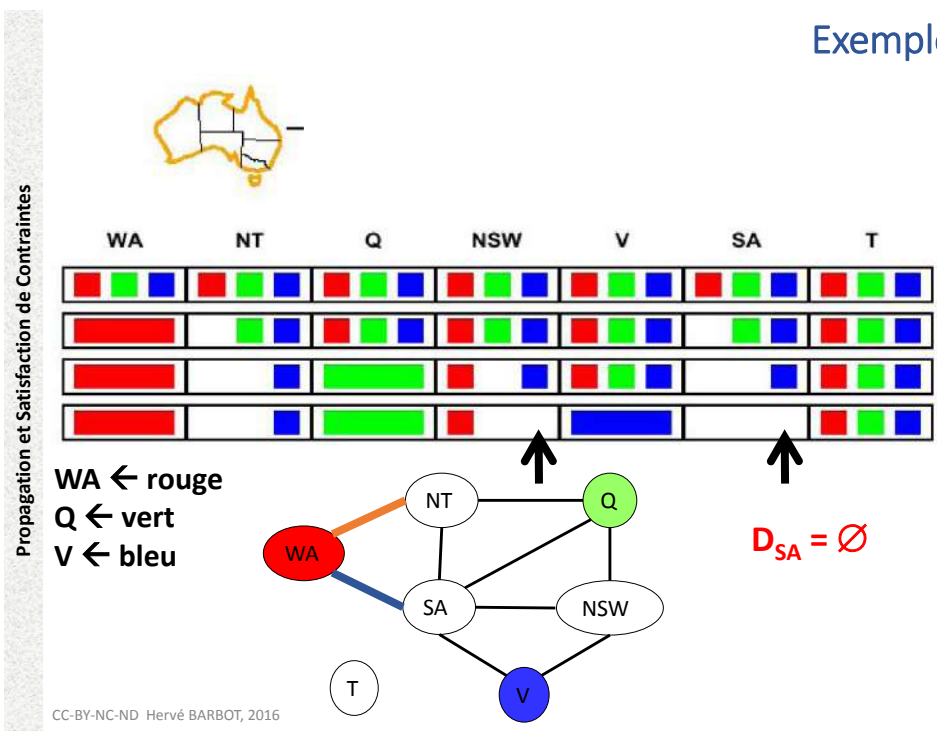 Exemple
Propagation et Satisfaction de Contraintes
WA NT Q NSW V SA T
WA ← rouge
Q ← vert
V ← bleu
NT
Q
WA
SA
NSW
T
V
D_SA = ∅
CC-BY-NC-ND Hervé BARBOT, 2016